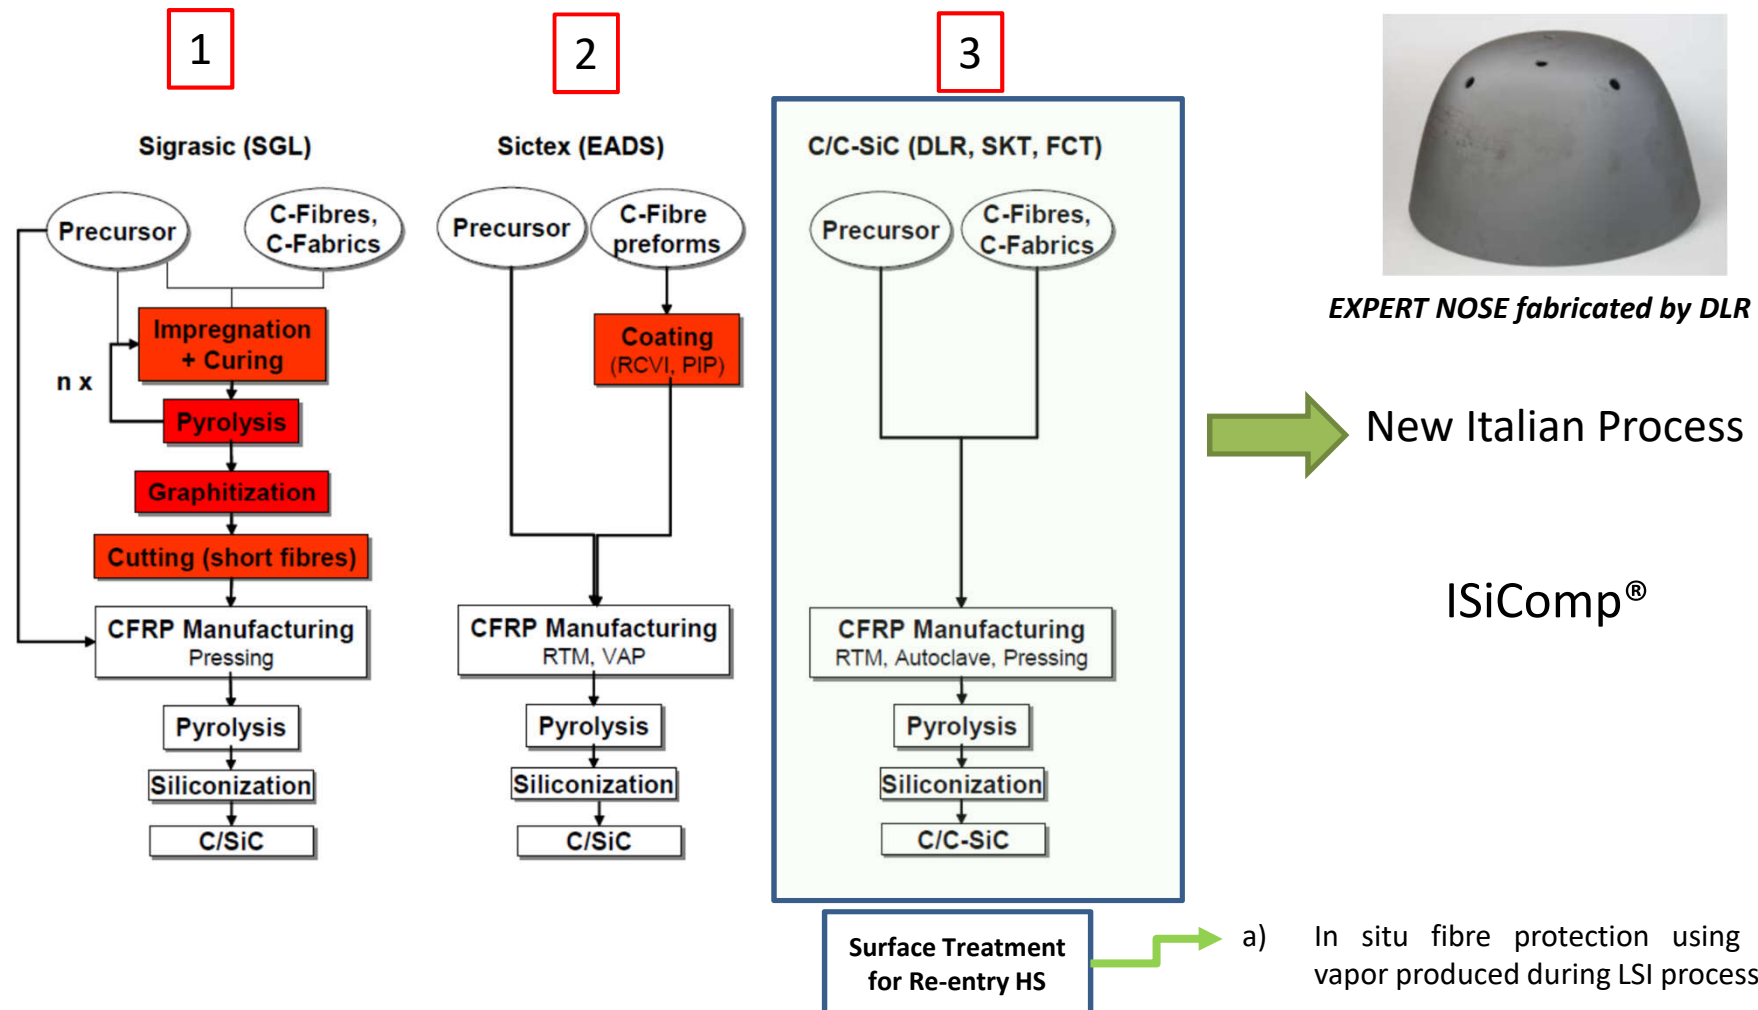 1
2
3
Sigrasic (SGL)
Precursor
C-Fibres,
C-Fabrics
Impregnation
+ Curing
n x
Pyrolysis
Graphitization
Cutting (short fibres)
CFRP Manufacturing
Pressing
Pyrolysis
Siliconization
C/SiC
Sictex (EADS)
Precursor
C-Fibre
preforms
Coating
(RCVI, PIP)
CFRP Manufacturing
RTM, VAP
Pyrolysis
Siliconization
C/SiC
C/C-SiC (DLR, SKT, FCT)
Precursor
C-Fibres,
C-Fabrics
CFRP Manufacturing
RTM, Autoclave, Pressing
Pyrolysis
Siliconization
C/C-SiC
EXPERT NOSE fabricated by DLR
New Italian Process
ISiComp®
Surface Treatment
for Re-entry HS
a) In situ fibre protection using
vapor produced during LSI process